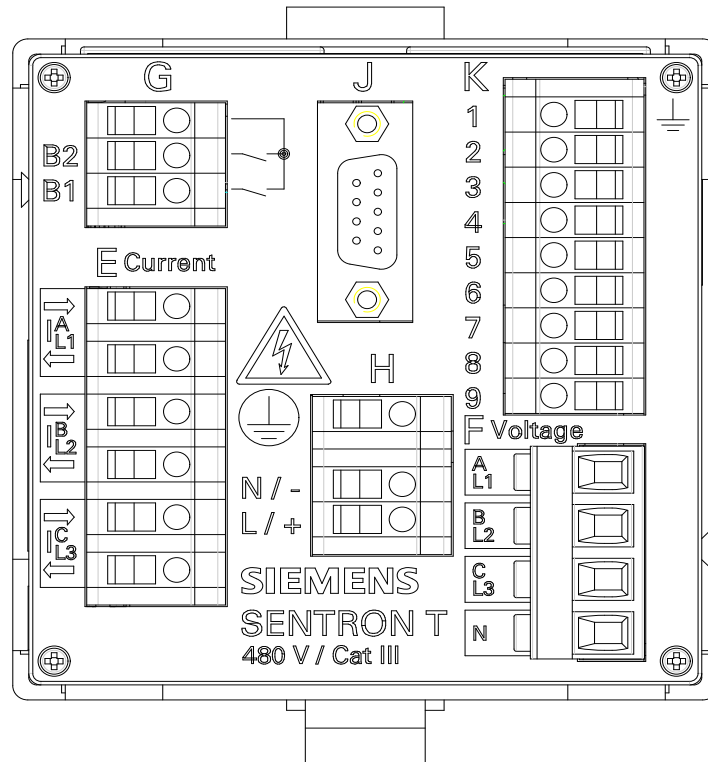 G
B2
B1
J
K
1
2
3
4
5
6
7
8
9
E Current
I A L1
I B L2
I C L3
H
N / -
L / +
F Voltage
A
L1
B
L2
C
L3
N
SIEMENS
SENTRON T
480 V / Cat III